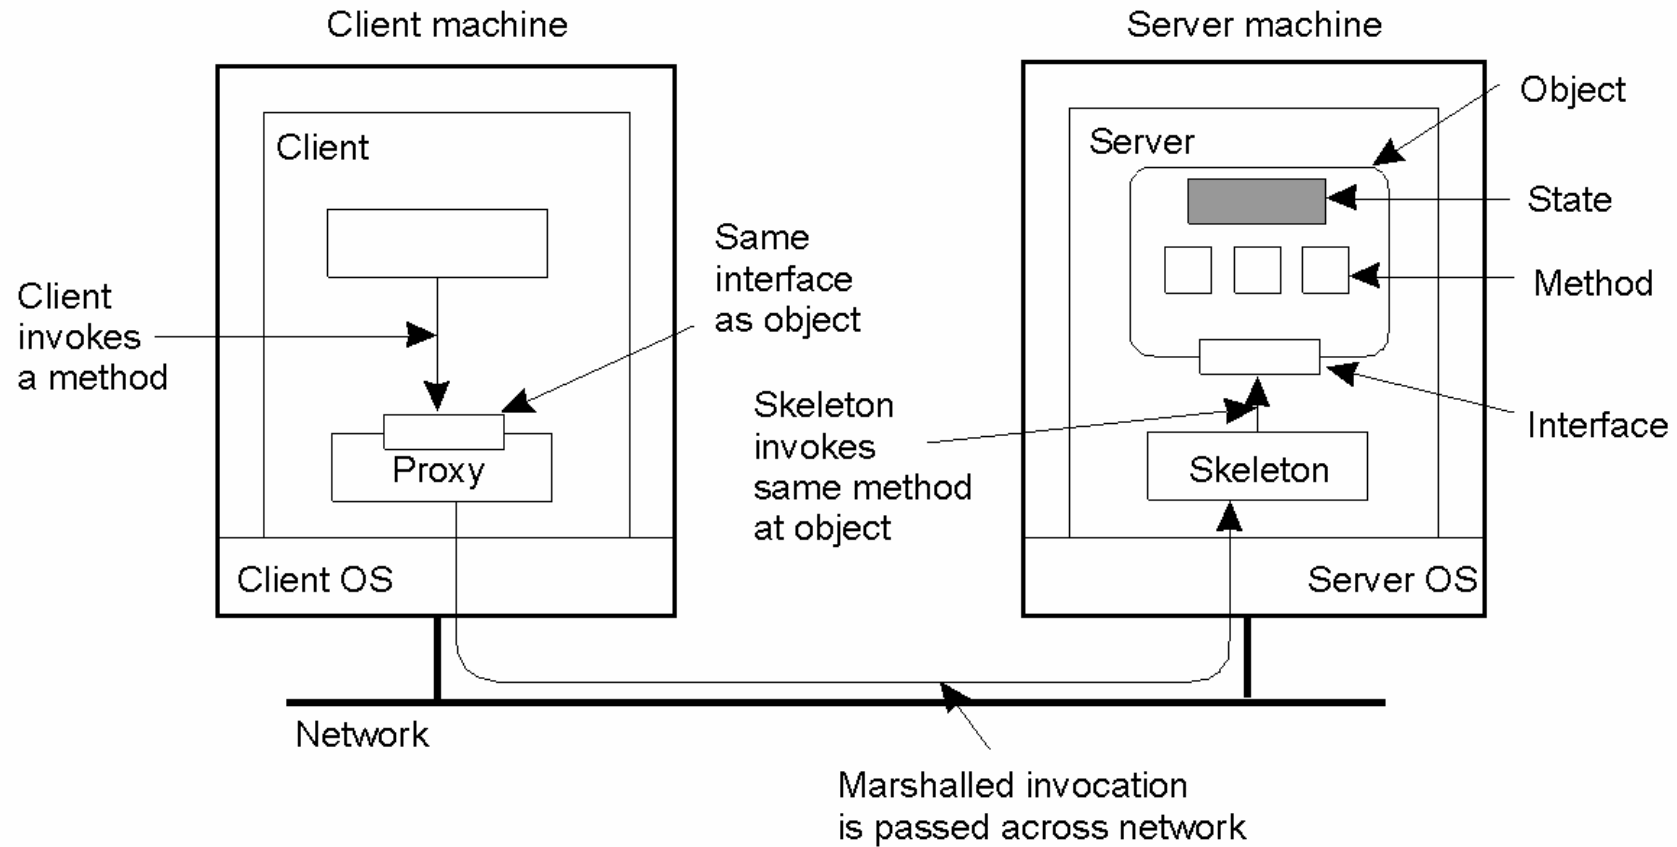 Client machine
Server machine
Object
Client
Server
State
Same
interface
as object
Method
Client
invokes
a method
Skeleton
invokes
same method
at object
Interface
Proxy
Skeleton
Client OS
Server OS
Network
Marshalled invocation
is passed across network